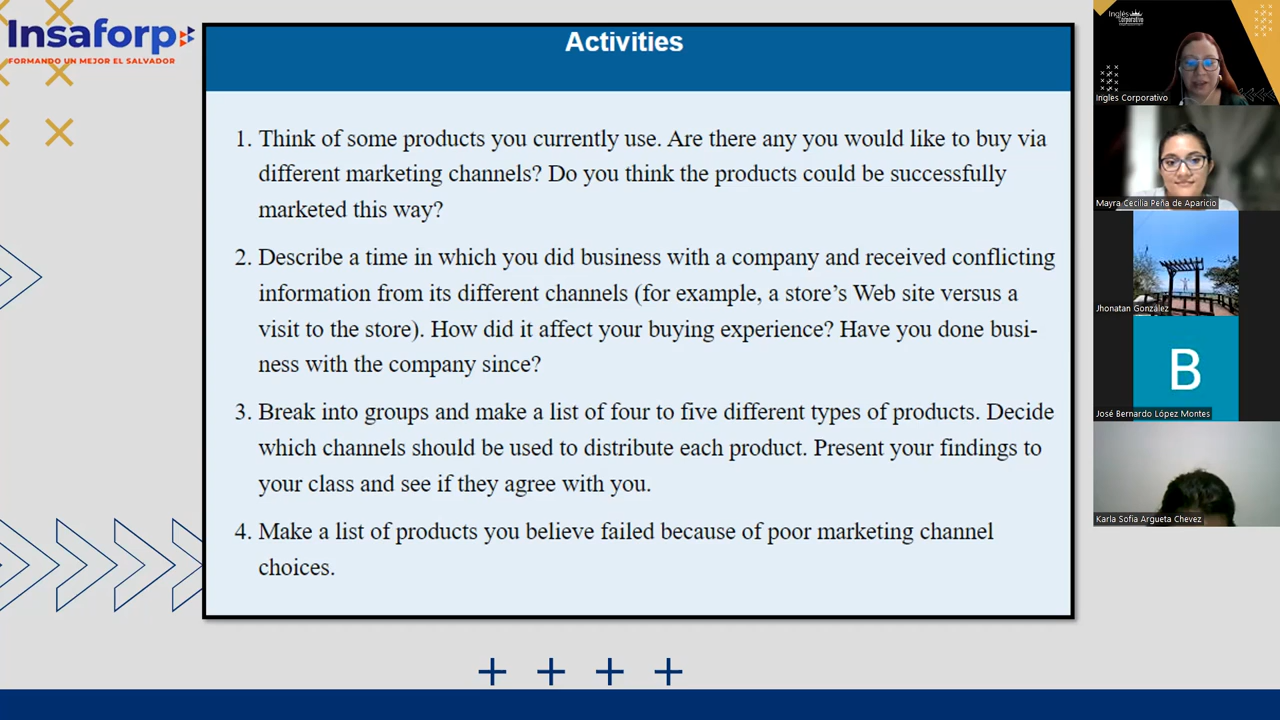 Insaforp
FORMANDO UN MEJOR EL SALVADOR
Activities
1. Think of some products you currently use. Are there any you would like to buy via
different marketing channels? Do you think the products could be successfully
marketed this way?
2. Describe a time in which you did business with a company and received conflicting
information from its different channels (for example, a store’s Web site versus a
visit to the store). How did it affect your buying experience? Have you done busi-
ness with the company since?
3. Break into groups and make a list of four to five different types of products. Decide
which channels should be used to distribute each product. Present your findings to
your class and see if they agree with you.
4. Make a list of products you believe failed because of poor marketing channel
choices.
Inglés
Corporativo
Ingles Corporativo
Mayra Cecilia Peña de Aparicio
Jhonatan González
B
José Bernardo López Montes
Karla Sofia Argueta Chevez